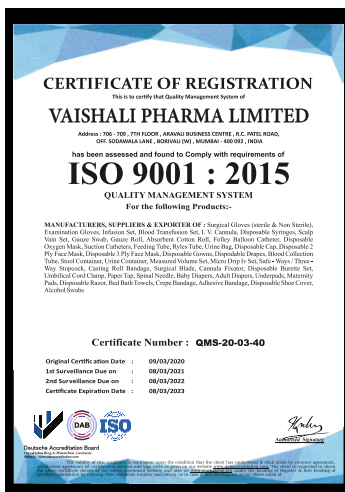 CERTIFICATE OF REGISTRATION
This is to certify that Quality Management System of
VAISHALI PHARMA LIMITED
Address : 706 - 709 , 7TH FLOOR , ARAVALI BUSINESS CENTRE , R.C. PATEL ROAD,
OFF. SODAWALA LANE , BORIVALI (W) , MUMBAI - 400 092 , INDIA
has been assessed and found to Comply with requirements of
ISO 9001 : 2015
QUALITY MANAGEMENT SYSTEM
For the following Products:-
MANUFACTURERS, SUPPLIERS & EXPORTER OF : Surgical Gloves (sterile & Non Sterile),
Examination Gloves, Infusion Set, Blood Transfusion Set, I. V. Cannula, Disposable Syringes, Scalp
Vain Set, Gauze Swab, Gauze Roll, Absorbent Cotton Roll, Folley Balloon Catheter, Disposable
Oxygen Mask, Suction Catheters, Feeding Tube, Ryles Tube, Urine Bag, Disposable Cap, Disposable 2
Ply Face Mask, Disposable 3 Ply Face Mask, Disposable Gowns, Dispodable Drapes, Blood Collection
Tube, Stool Container, Urine Container, Measured Volume Set, Micro Drip Iv Set, Safe - Ways / Three -
Way Stopcock, Casting Roll Bandage, Surgical Blade, Cannula Fixator, Disposable Burette Set,
Umbilical Cord Clamp, Pap Tap, Spinal Needle, Baby Diapers, Adult Diapers, Underpads, Maternity
Pads, Disposable Razor, Bed Bath Towels, Crepe Bandage, Adhesive Bandage, Disposable Shoe Cover,
Alcohol Swabs
Certificate Number : QMS-20-03-40
Original Certification Date : 09/03/2020
1st Surveillance Due on : 08/03/2021
2nd Surveillance Due on : 08/03/2022
Certificate Expiration Date : 08/03/2023
DAB
ISO
Deutsche Accreditation Board
Authorised Signatory